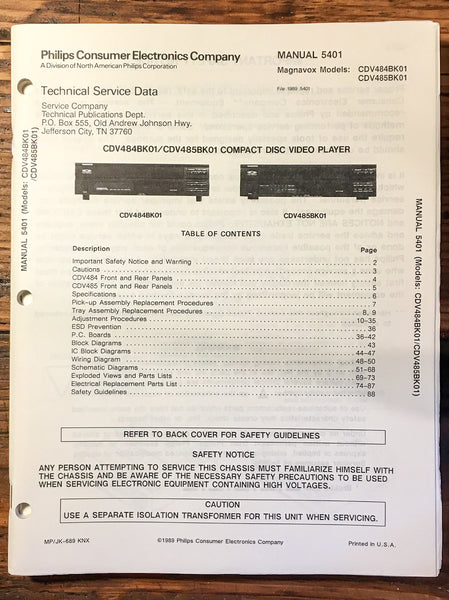 Philips Consumer Electronics Company
A Division of North American Philips Corporation
MANUAL 5401
Magnavox Models: CDV484BK01
CDV485BK01
File 1989 5401
Technical Service Data
Service Company
Technical Publications Dept.
P.O. Box 555, Old Andrew Johnson Hwy.
Jefferson City, TN 37760
CDV484BK01/CDV485BK01 COMPACT DISC VIDEO PLAYER
CDV484BK01
CDV485BK01
TABLE OF CONTENTS
Description Page
Important Safety Notice and Warning 2
Cautions 3
CDV484 Front and Rear Panels 4
CDV485 Front and Rear Panels 5
Specifications 6
Pick-up Assembly Replacement Procedures 7
Tray Assembly Replacement Procedures 8, 9
Adjustment Procedures 10-35
ESD Prevention 36
P.C. Boards 36-42
Block Diagrams 43
IC Block Diagrams 44-47
Wiring Diagram 48-50
Schematic Diagrams 51-68
Exploded Views and Parts Lists 69-73
Electrical Replacement Parts List 74-87
Safety Guidelines 88
REFER TO BACK COVER FOR SAFETY GUIDELINES
SAFETY NOTICE
ANY PERSON ATTEMPTING TO SERVICE THIS CHASSIS MUST FAMILIARIZE HIMSELF WITH
THE CHASSIS AND BE AWARE OF THE NECESSARY SAFETY PRECAUTIONS TO BE USED
WHEN SERVICING ELECTRONIC EQUIPMENT CONTAINING HIGH VOLTAGES.
CAUTION
USE A SEPARATE ISOLATION TRANSFORMER FOR THIS UNIT WHEN SERVICING.
MP/JK-689 KNX
©1989 Philips Consumer Electronics Company
Printed in U.S.A.
MANUAL 5401 (Models: CDV484BK01
/CDV485BK01)
MANUAL 5401 (Models: CDV484BK01/CDV485BK01)